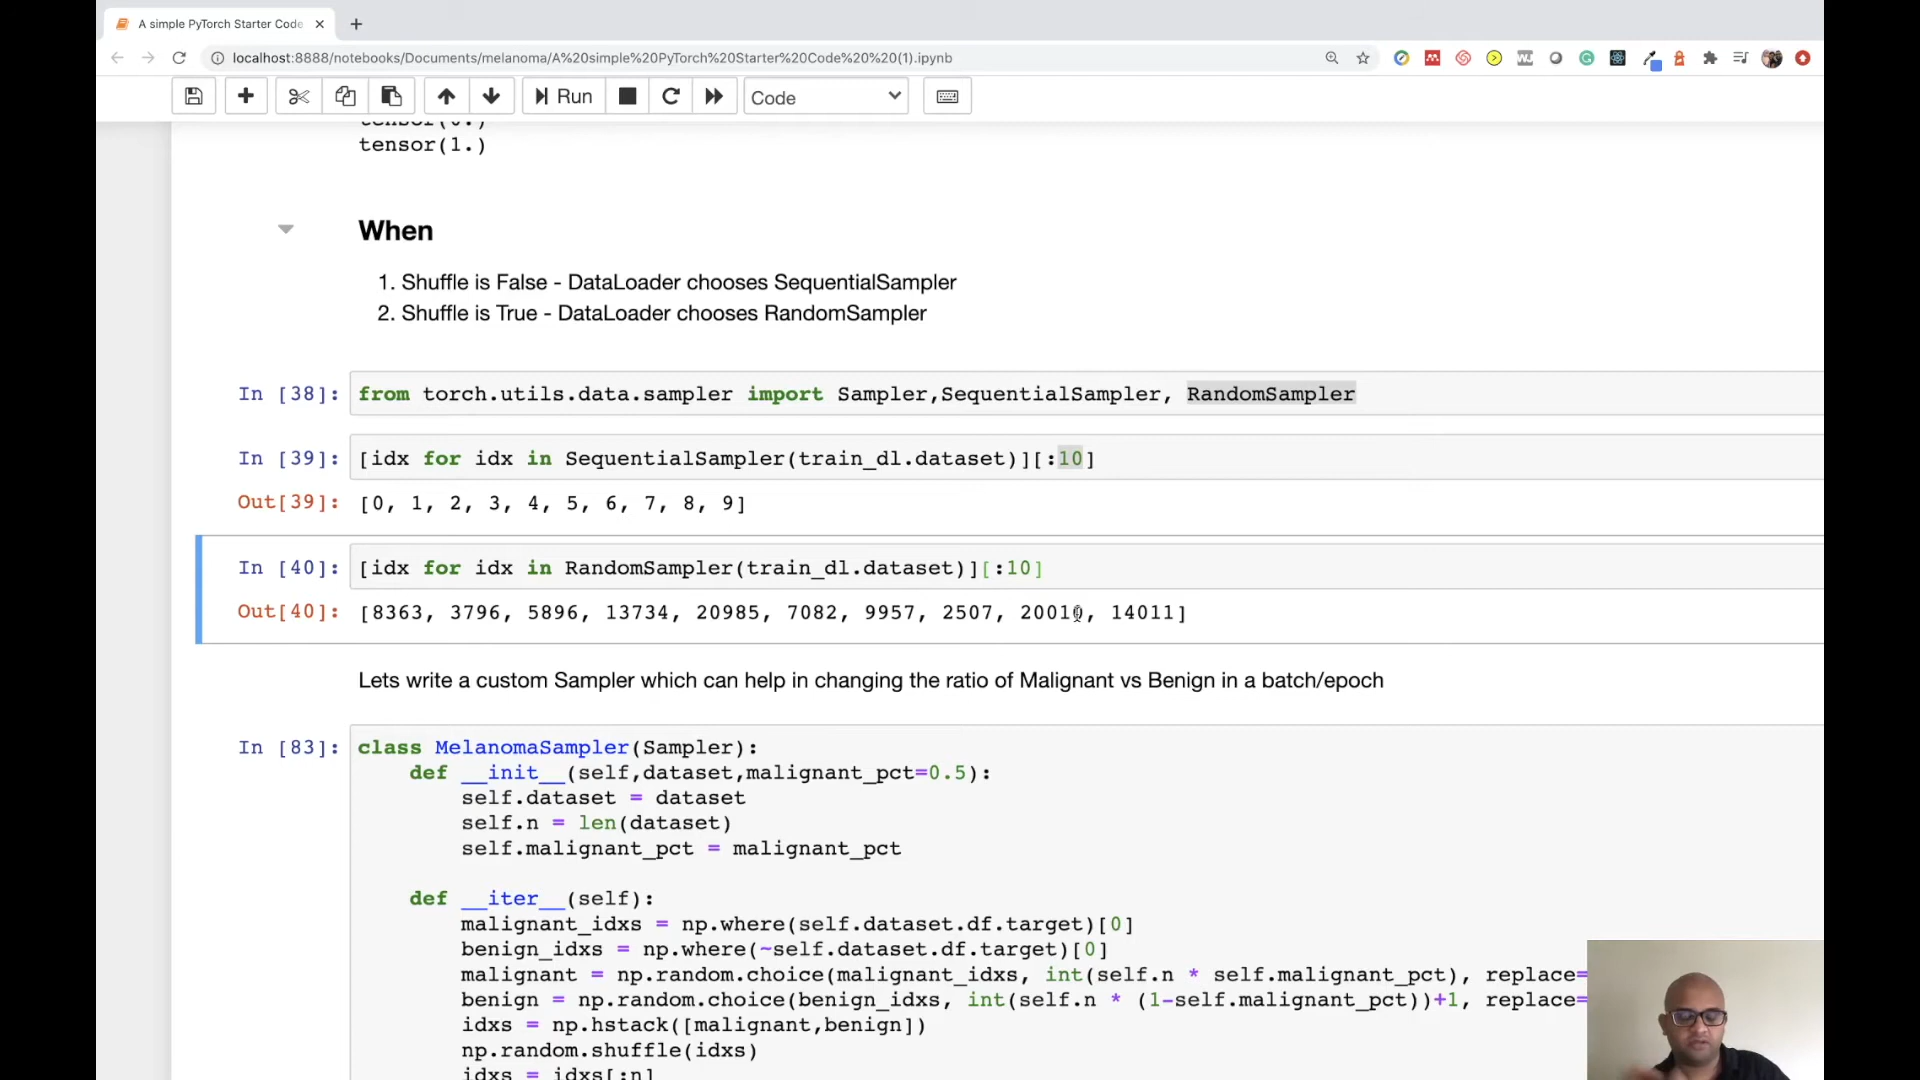 A simple PyTorch Starter Code
localhost:8888/notebooks/Documents/melanoma/A%20simple%20PyTorch%20Starter%20Code%20%20(1).ipynb
Run
Code
tensor(0.)
tensor(1.)
When
1. Shuffle is False - DataLoader chooses SequentialSampler
2. Shuffle is True - DataLoader chooses RandomSampler
In [38]: from torch.utils.data.sampler import Sampler,SequentialSampler, RandomSampler
In [39]: [idx for idx in SequentialSampler(train_dl.dataset)][:10]
Out[39]: [0, 1, 2, 3, 4, 5, 6, 7, 8, 9]
In [40]: [idx for idx in RandomSampler(train_dl.dataset)][:10]
Out[40]: [8363, 3796, 5896, 13734, 20985, 7082, 9957, 2507, 20010, 14011]
Lets write a custom Sampler which can help in changing the ratio of Malignant vs Benign in a batch/epoch
In [83]: class MelanomaSampler(Sampler):
def __init__(self,dataset,malignant_pct=0.5):
self.dataset = dataset
self.n = len(dataset)
self.malignant_pct = malignant_pct
def __iter__(self):
malignant_idxs = np.where(self.dataset.df.target)[0]
benign_idxs = np.where(~self.dataset.df.target)[0]
malignant = np.random.choice(malignant_idxs, int(self.n * self.malignant_pct), replace=
benign = np.random.choice(benign_idxs, int(self.n * (1-self.malignant_pct))+1, replace=
idxs = np.hstack([malignant,benign])
np.random.shuffle(idxs)
idxs = idxs[:n]